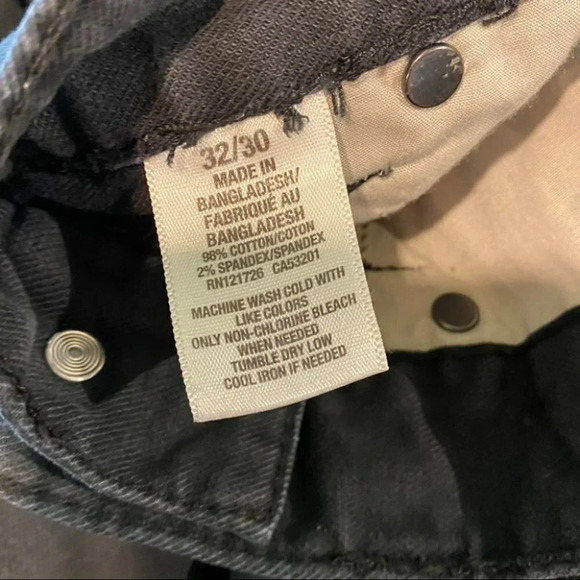 32/30
MADE IN
BANGLADESH/
FABRIQUÉ AU
BANGLADESH
98% COTTON/COTON
2% SPANDEX/SPANDEX
RN121726 CA53201
MACHINE WASH COLD WITH
LIKE COLORS
ONLY NON-CHLORINE BLEACH
WHEN NEEDED
TUMBLE DRY LOW
COOL IRON IF NEEDED